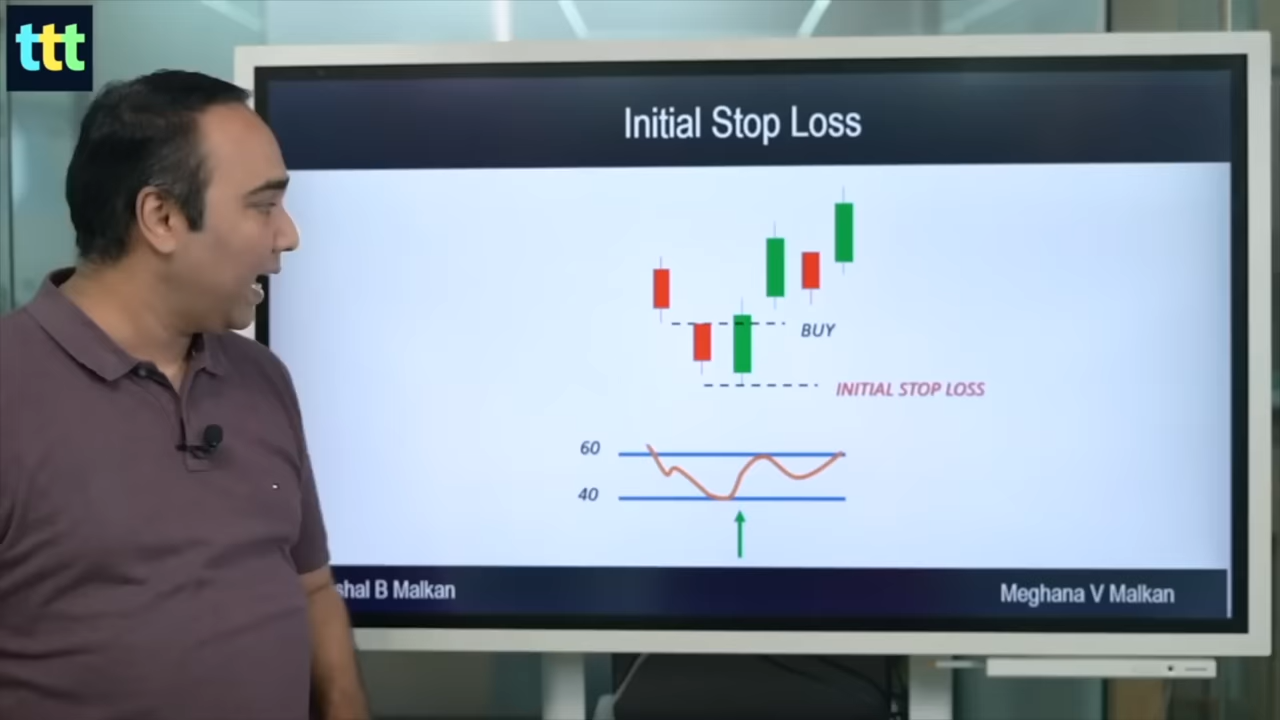 ttt
Initial Stop Loss
BUY
INITIAL STOP LOSS
60
40
shal B Malkan
Meghana V Malkan